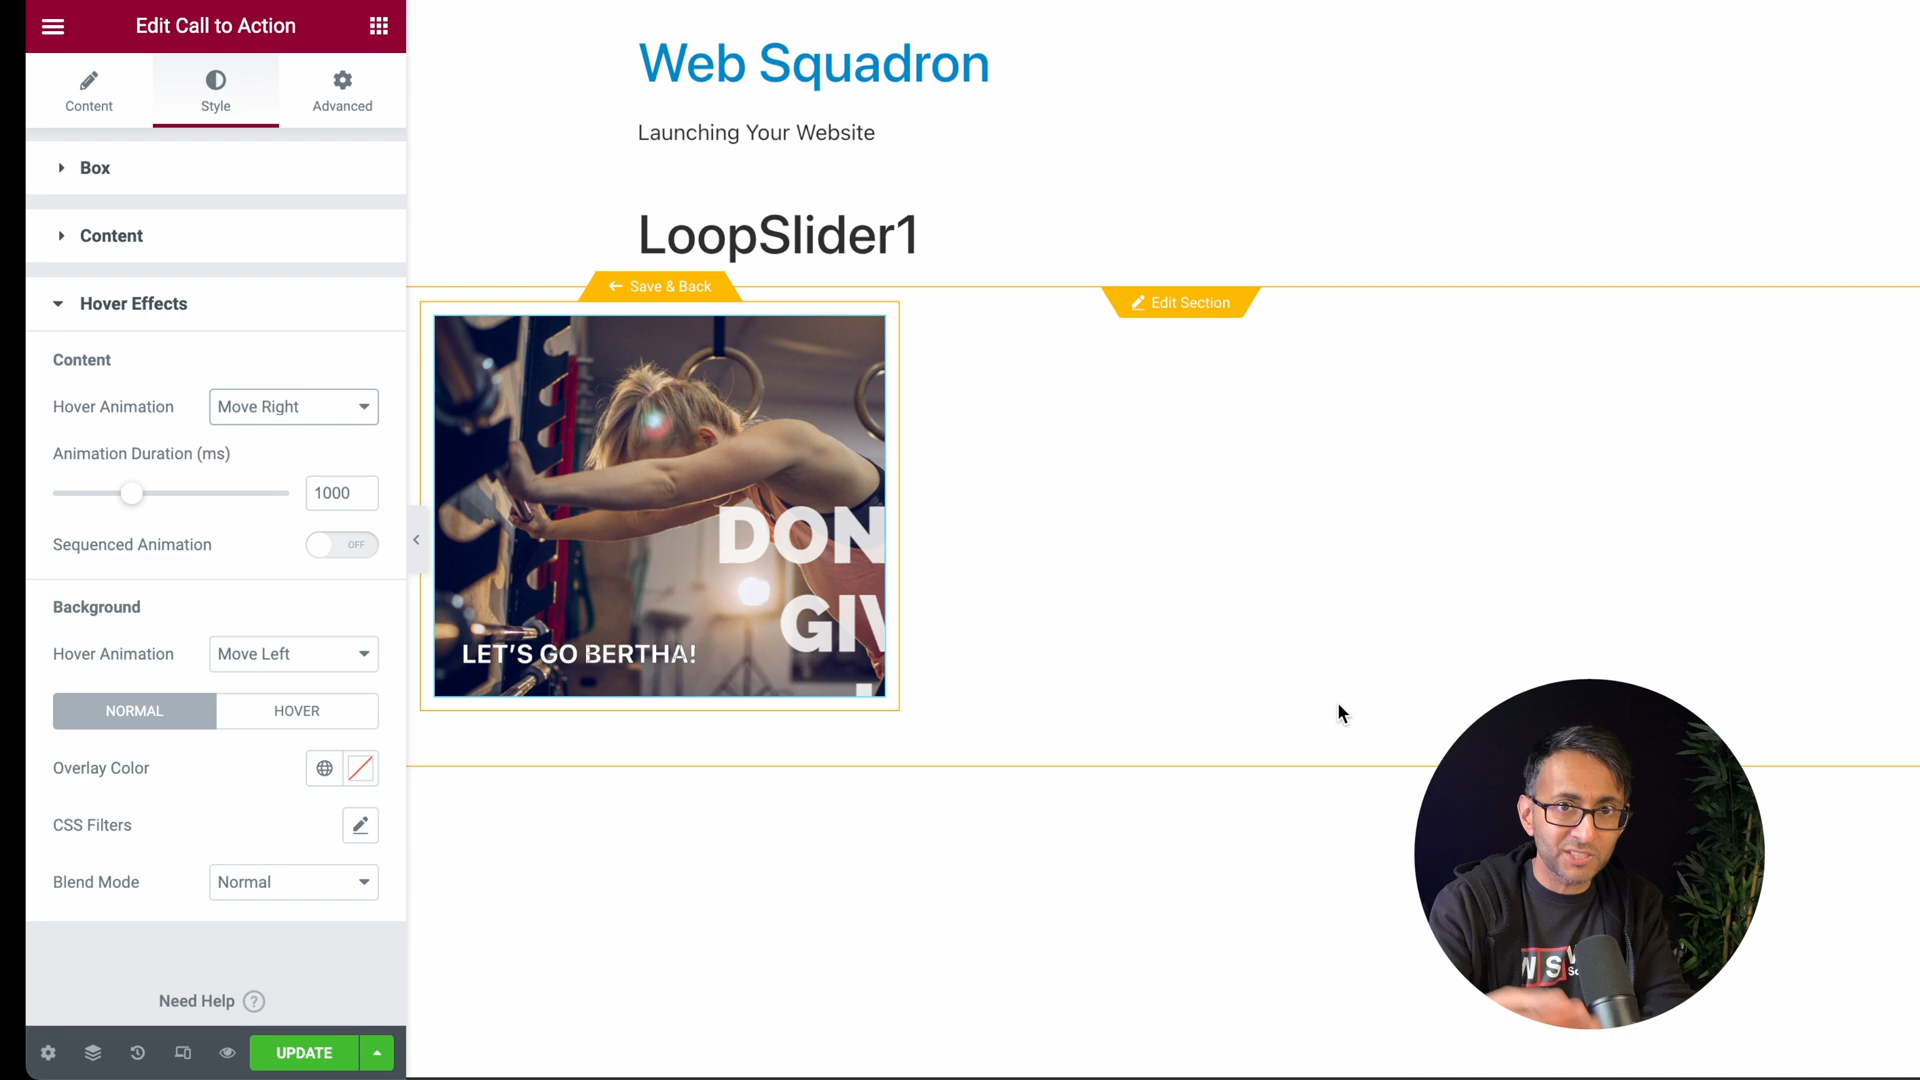 Edit Call to Action
Content
Style
Advanced
Box
Content
Hover Effects
Content
Hover Animation
Move Right
Animation Duration (ms)
1000
Sequenced Animation
OFF
Background
Hover Animation
Move Left
NORMAL
HOVER
Overlay Color
CSS Filters
Blend Mode
Normal
Need Help ?
UPDATE
Web Squadron
Launching Your Website
LoopSlider1
Save & Back
Edit Section
DON
GIV
LET'S GO BERTHA!
WS